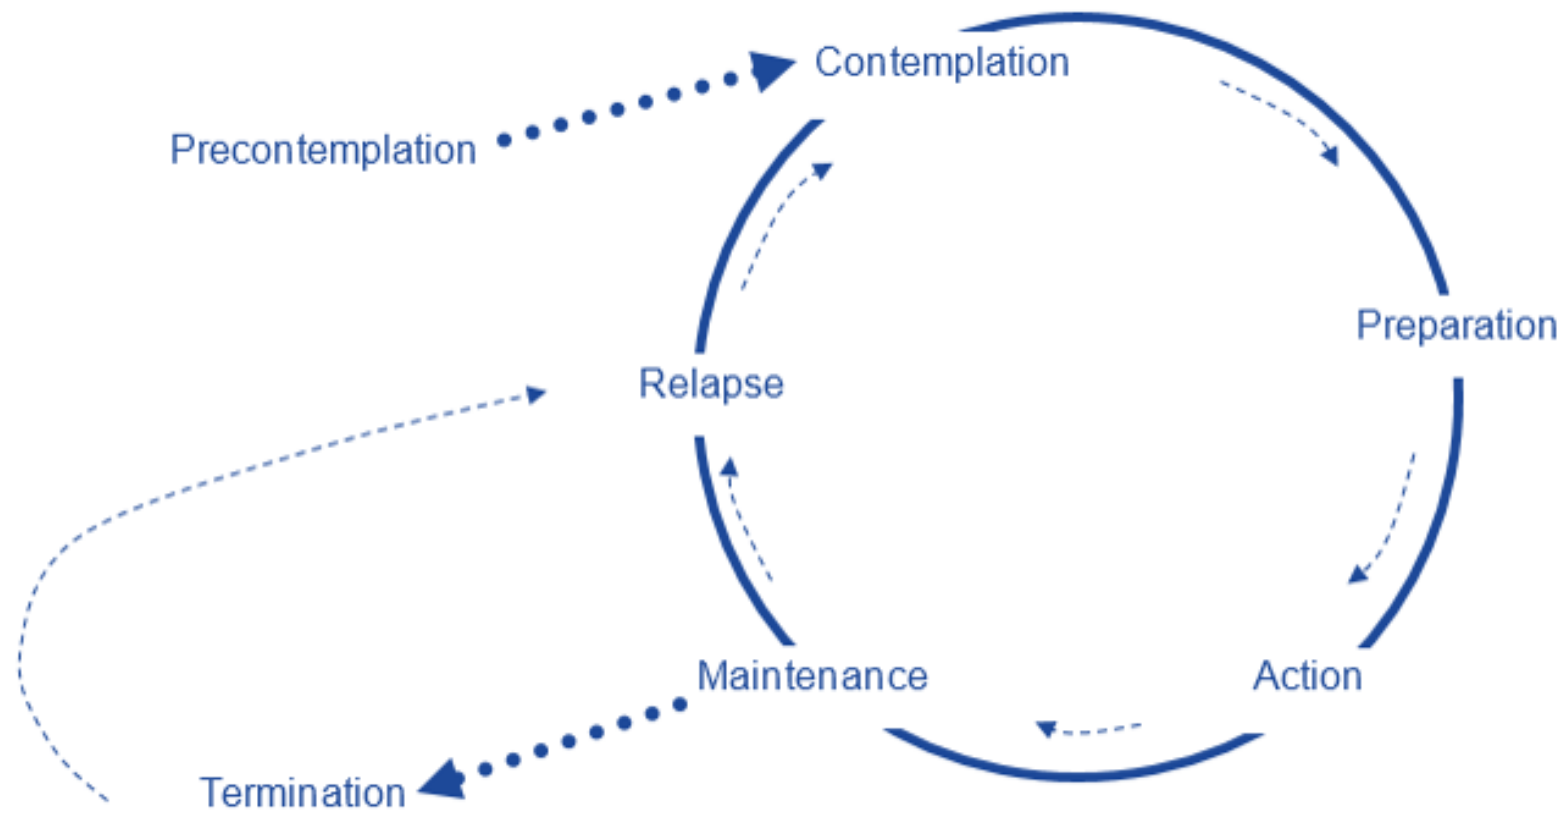 Contemplation
Precontemplation
Preparation
Relapse
Maintenance
Action
Termination